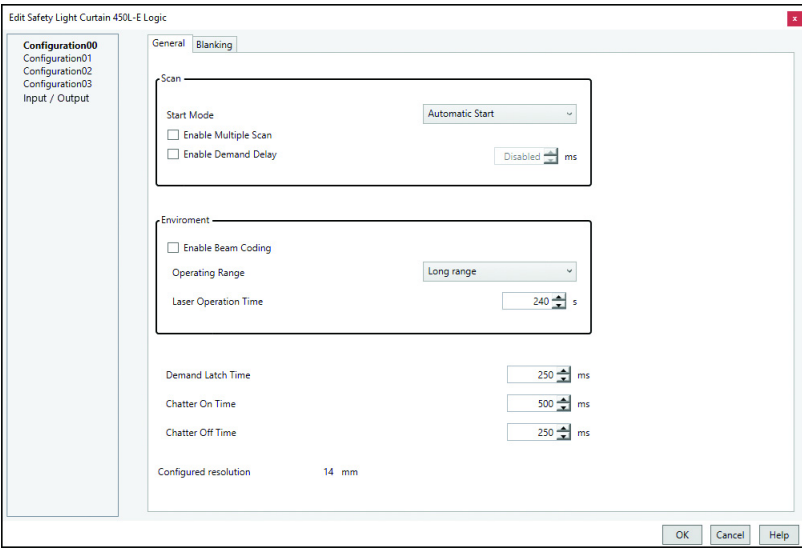 Edit Safety Light Curtain 450L-E Logic
x
Configuration00
Configuration01
Configuration02
Configuration03
Input / Output
General
Blanking
Scan
Start Mode
Automatic Start
Enable Multiple Scan
Enable Demand Delay
Disabled
ms
Enviroment
Enable Beam Coding
Operating Range
Long range
Laser Operation Time
240
s
Demand Latch Time
250
ms
Chatter On Time
500
ms
Chatter Off Time
250
ms
Configured resolution
14 mm
OK
Cancel
Help